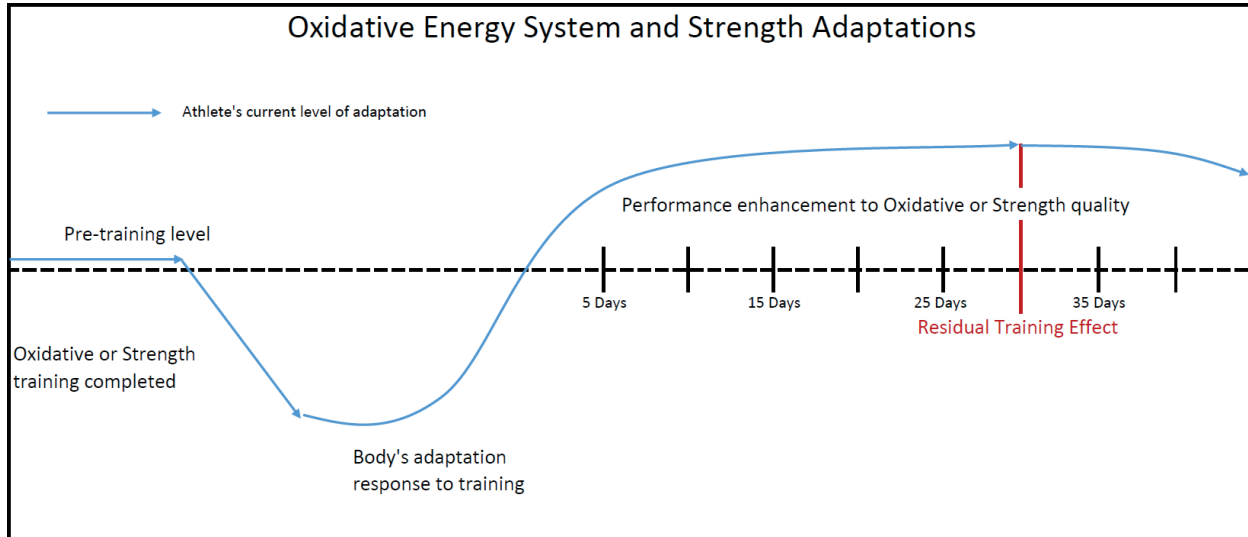 Oxidative Energy System and Strength Adaptations
Athlete's current level of adaptation
Performance enhancement to Oxidative or Strength quality
Pre-training level
5 Days
15 Days
25 Days
35 Days
Residual Training Effect
Oxidative or Strength
training completed
Body's adaptation
response to training